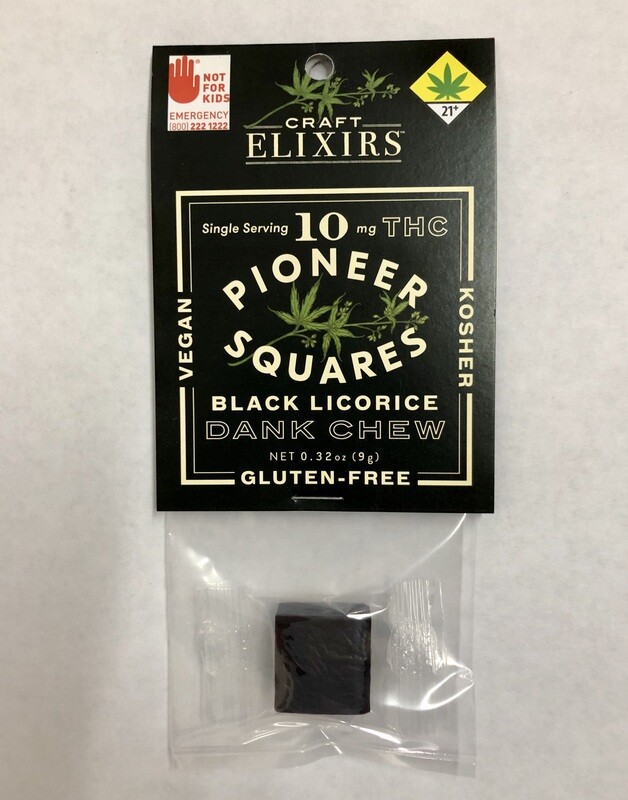 NOT
FOR
KIDS
EMERGENCY
(800) 222 1222
21+
CRAFT
ELIXIRS™
Single Serving 10 mg THC
PIONEER
SQUARES
VEGAN
KOSHER
BLACK LICORICE
DANK CHEW
NET 0.32oz (9g)
GLUTEN-FREE